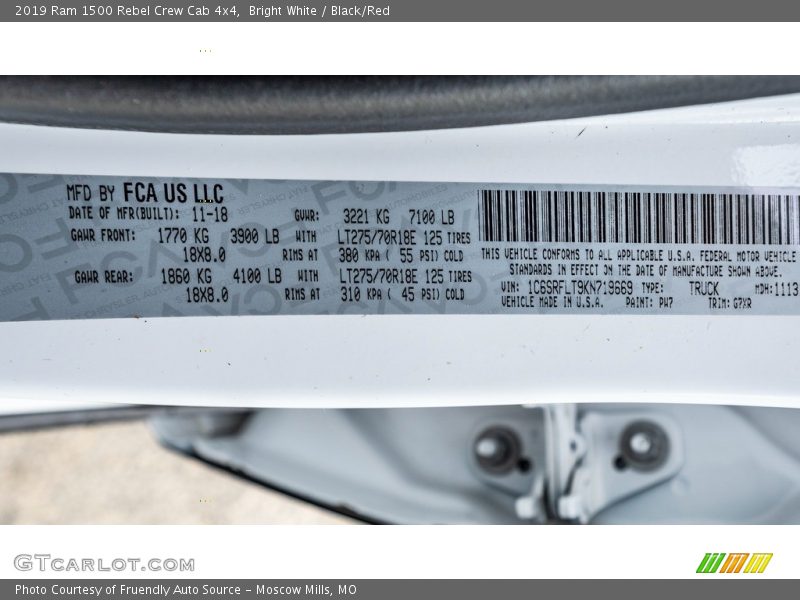 2019 Ram 1500 Rebel Crew Cab 4x4,  Bright White / Black/Red
MFD BY FCA US LLC
DATE OF MFR(BUILT): 11-18 GVWR: 3221 KG 7100 LB
GAWR FRONT: 1770 KG 3900 LB WITH LT275/70R18E 125 TIRES
18X8.0 RIMS AT 380 KPA ( 55 PSI) COLD
GAWR REAR: 1860 KG 4100 LB WITH LT275/70R18E 125 TIRES
18X8.0 RIMS AT 310 KPA ( 45 PSI) COLD
THIS VEHICLE CONFORMS TO ALL APPLICABLE U.S.A. FEDERAL MOTOR VEHICLE
STANDARDS IN EFFECT ON THE DATE OF MANUFACTURE SHOWN ABOVE.
VIN: 1C6SRFLT9KN719669 TYPE: TRUCK MDH:1113
VEHICLE MADE IN U.S.A. PAINT: PW7 TRIM: G7XR
GTCARLOT.COM
Photo Courtesy of Fruendly Auto Source – Moscow Mills, MO